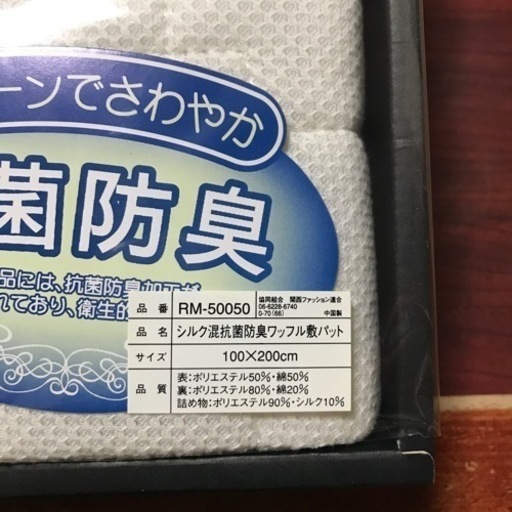 ーンでさわやか
菌防臭
品には、抗菌防臭加工が
れており、衛生的
品 番 RM-50050 協同組合 関西ファッション連合
06-6228-6740
0-70(66) 中国製
品 名 シルク混抗菌防臭ワッフル敷パット
サイズ 100×200cm
品 質 表:ポリエステル50%・綿50%
裏:ポリエステル80%・綿20%
詰め物:ポリエステル90%・シルク10%